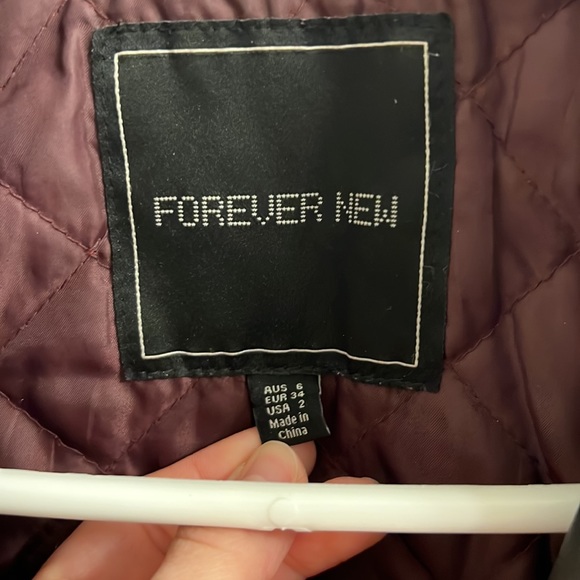 FOREVER NEW
AUS 6
EUR 34
USA 2
Made in
China